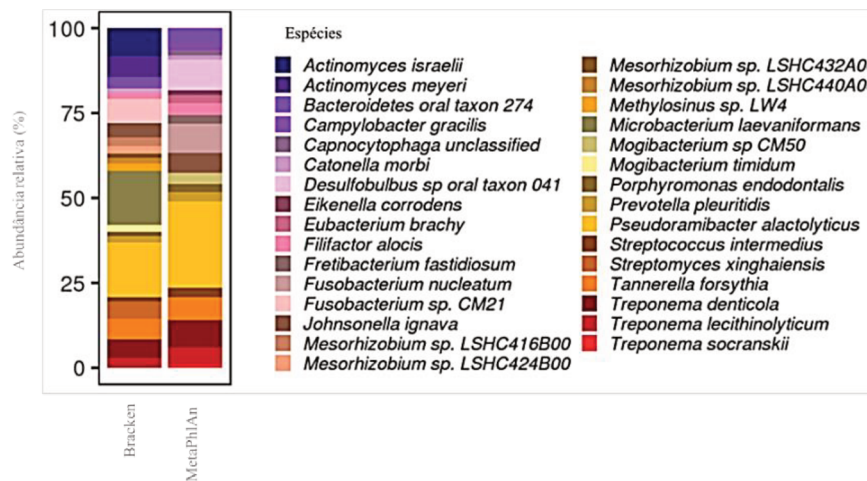 Espécies
100
75
50
25
0
Abundância relativa (%)
Bracken
MetaPhlAn
Actinomyces israelii
Actinomyces meyeri
Bacteroidetes oral taxon 274
Campylobacter gracilis
Capnocytophaga unclassified
Catonella morbi
Desulfobulbus sp oral taxon 041
Eikenella corrodens
Eubacterium brachy
Filifactor alocis
Fretibacterium fastidiosum
Fusobacterium nucleatum
Fusobacterium sp. CM21
Johnsonella ignava
Mesorhizobium sp. LSHC416B00
Mesorhizobium sp. LSHC424B00
Mesorhizobium sp. LSHC432A0
Mesorhizobium sp. LSHC440A0
Methylosinus sp. LW4
Microbacterium laevaniformans
Mogibacterium sp CM50
Mogibacterium timidum
Porphyromonas endodontalis
Prevotella pleuritidis
Pseudoramibacter alactolyticus
Streptococcus intermedius
Streptomyces xinghaiensis
Tannerella forsythia
Treponema denticola
Treponema lecithinolyticum
Treponema socranskii